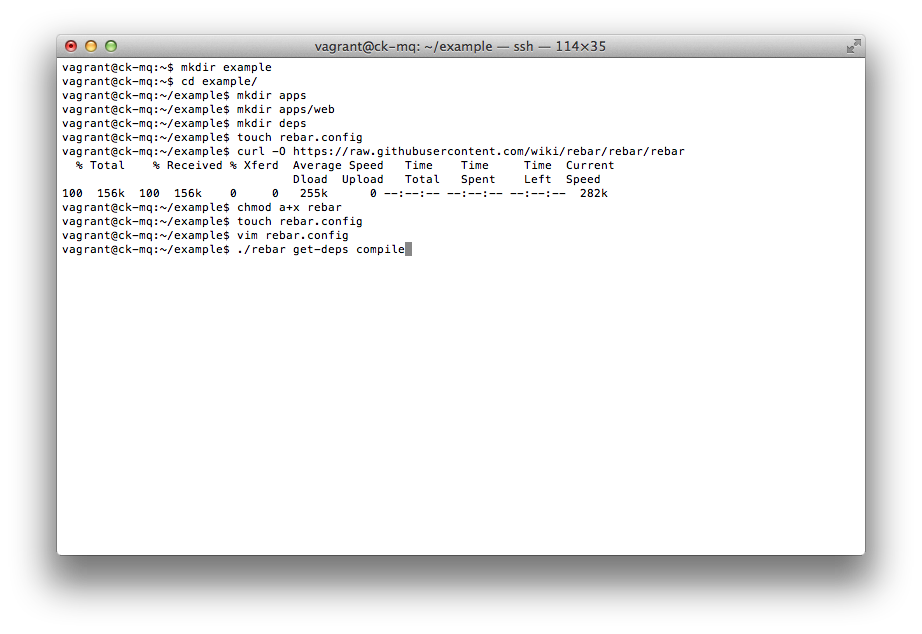 vagrant@ck-mq: ~/example — ssh — 114×35
vagrant@ck-mq:~$ mkdir example
vagrant@ck-mq:~$ cd example/
vagrant@ck-mq:~/example$ mkdir apps
vagrant@ck-mq:~/example$ mkdir apps/web
vagrant@ck-mq:~/example$ mkdir deps
vagrant@ck-mq:~/example$ touch rebar.config
vagrant@ck-mq:~/example$ curl -O https://raw.githubusercontent.com/wiki/rebar/rebar/rebar
  % Total    % Received % Xferd  Average Speed   Time    Time     Time  Current
                                 Dload  Upload   Total   Spent    Left  Speed
100  156k  100  156k    0     0   255k      0 --:--:-- --:--:-- --:--:--  282k
vagrant@ck-mq:~/example$ chmod a+x rebar
vagrant@ck-mq:~/example$ touch rebar.config
vagrant@ck-mq:~/example$ vim rebar.config
vagrant@ck-mq:~/example$ ./rebar get-deps compile